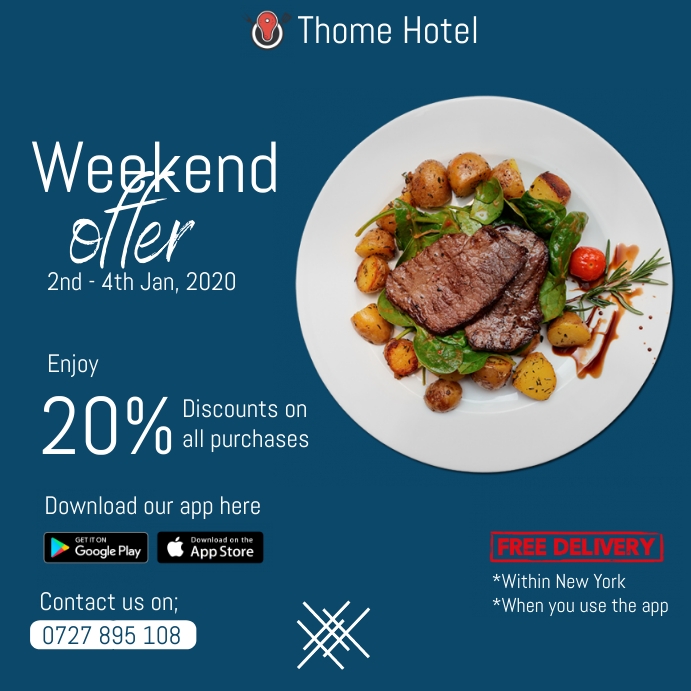 Thome Hotel
Weekend
offer
2nd - 4th Jan, 2020
Enjoy
20%
Discounts on
all purchases
Download our app here
GET IT ON
Google Play
Download on the
App Store
Contact us on;
0727 895 108
FREE DELIVERY
*Within New York
*When you use the app